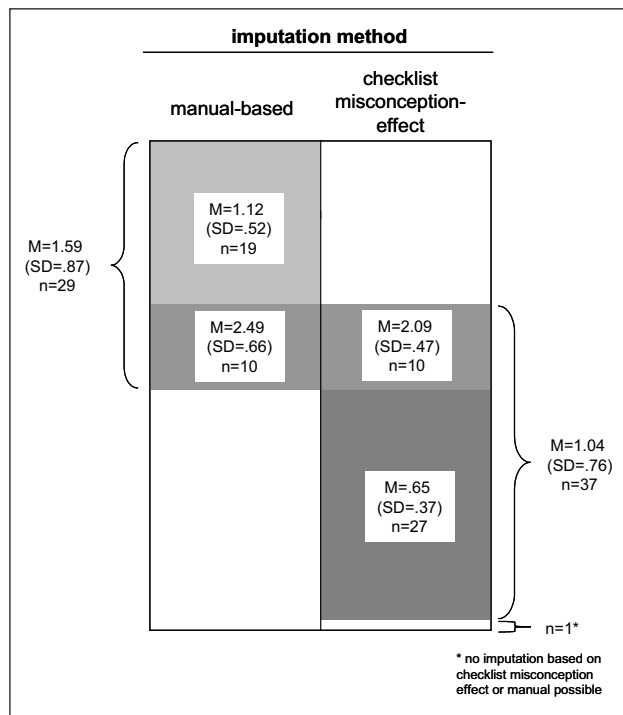 imputation method
manual-based
checklist
misconception-
effect
M=1.12
(SD=.52)
n=19
M=1.59
(SD=.87)
n=29
M=2.49
(SD=.66)
n=10
M=2.09
(SD=.47)
n=10
M=1.04
(SD=.76)
n=37
M=.65
(SD=.37)
n=27
n=1*
* no imputation based on
checklist misconception
effect or manual possible